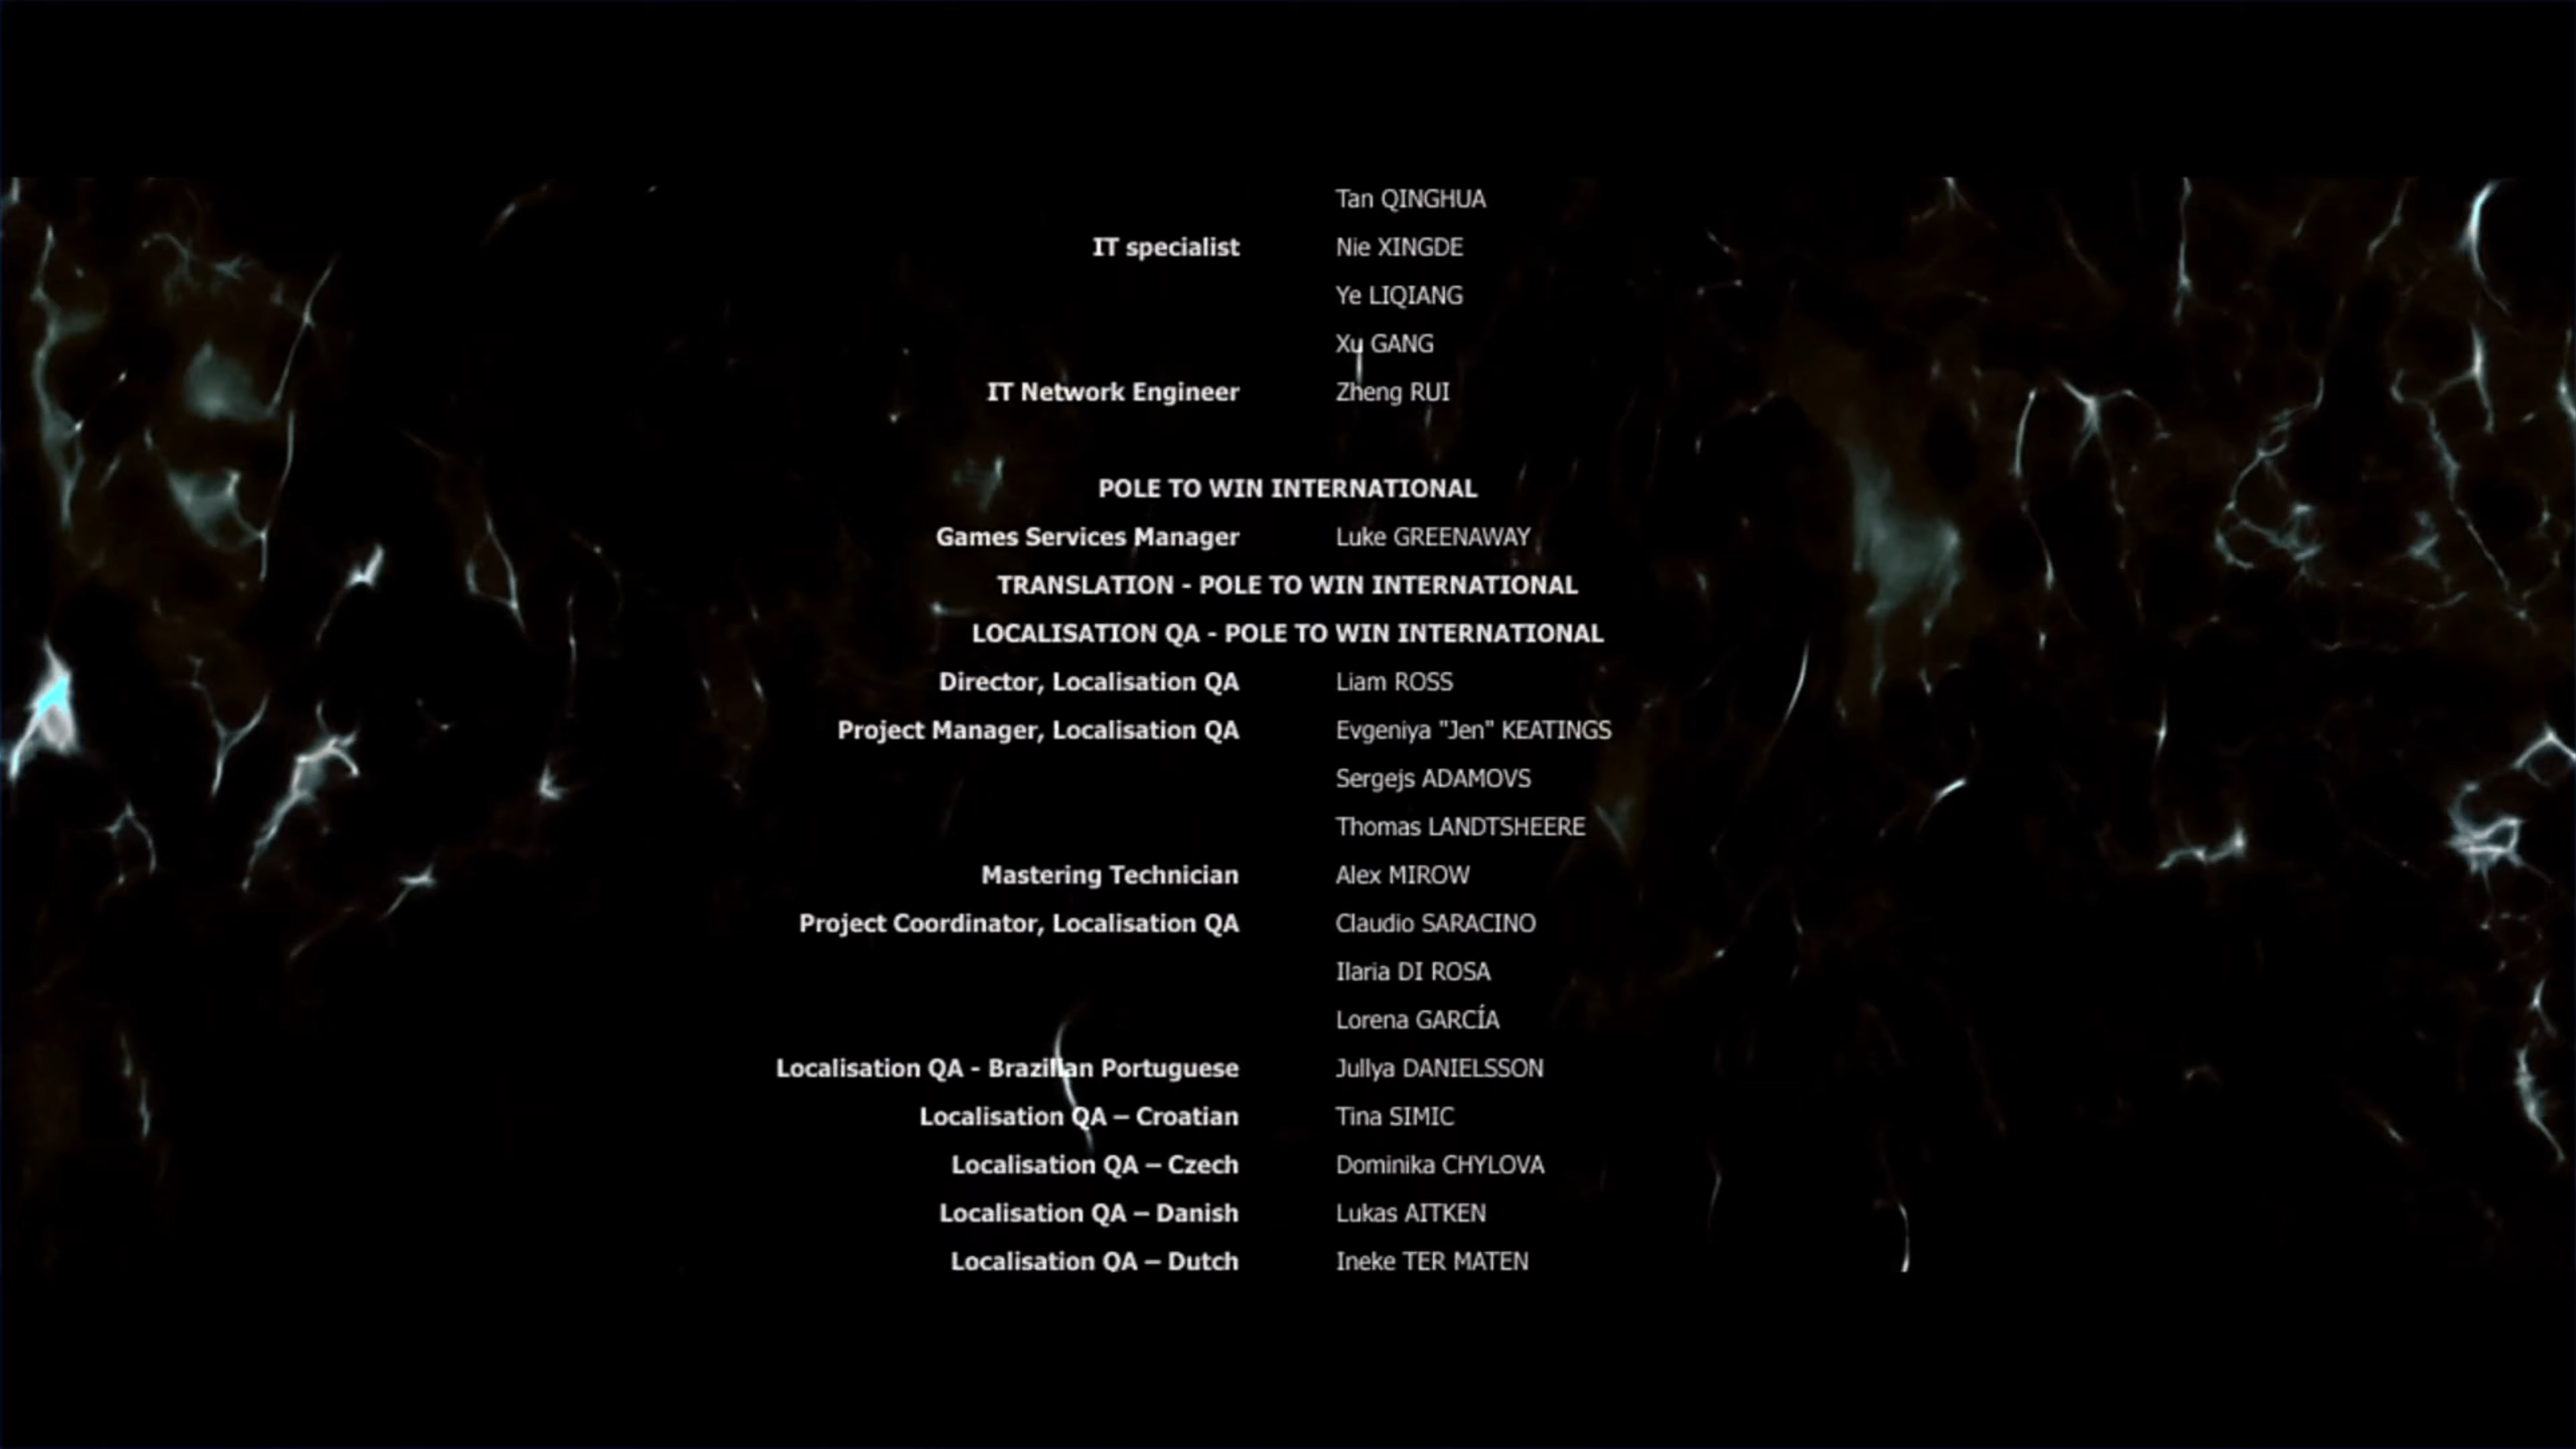 Tan QINGHUA
IT specialist Nie XINGDE
Ye LIQIANG
Xu GANG
IT Network Engineer Zheng RUI
POLE TO WIN INTERNATIONAL
Games Services Manager Luke GREENAWAY
TRANSLATION - POLE TO WIN INTERNATIONAL
LOCALISATION QA - POLE TO WIN INTERNATIONAL
Director, Localisation QA Liam ROSS
Project Manager, Localisation QA Evgeniya "Jen" KEATINGS
Sergejs ADAMOVS
Thomas LANDTSHEERE
Mastering Technician Alex MIROW
Project Coordinator, Localisation QA Claudio SARACINO
Ilaria DI ROSA
Lorena GARCÍA
Localisation QA - Brazilian Portuguese Jullya DANIELSSON
Localisation QA – Croatian Tina SIMIC
Localisation QA – Czech Dominika CHYLOVA
Localisation QA – Danish Lukas AITKEN
Localisation QA – Dutch Ineke TER MATEN